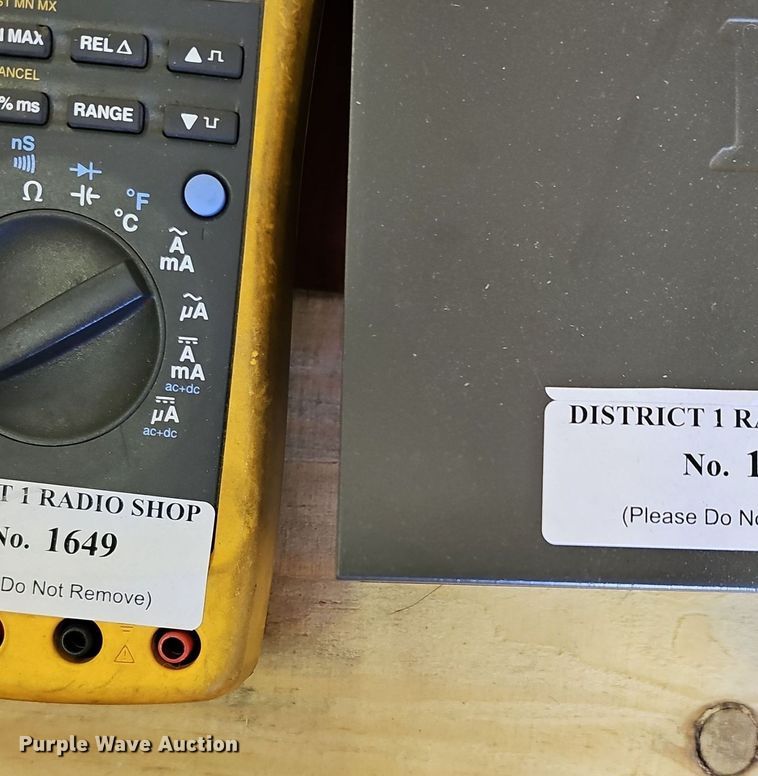 ST MN MX
MAX
REL Δ
ANCEL
% ms
RANGE
nS
Ω
°F
°C
A
mA
µA
A
mA
ac+dc
µA
ac+dc
T 1 RADIO SHOP
No. 1649
Do Not Remove)
DISTRICT 1 RA
No. 1
(Please Do No
Purple Wave Auction